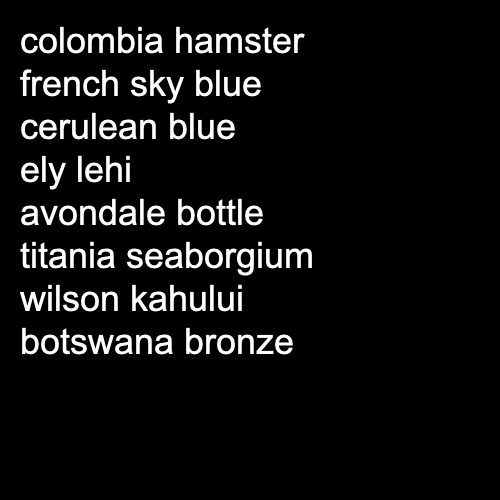 colombia hamster
french sky blue
cerulean blue
ely lehi
avondale bottle
titania seaborgium
wilson kahului
botswana bronze